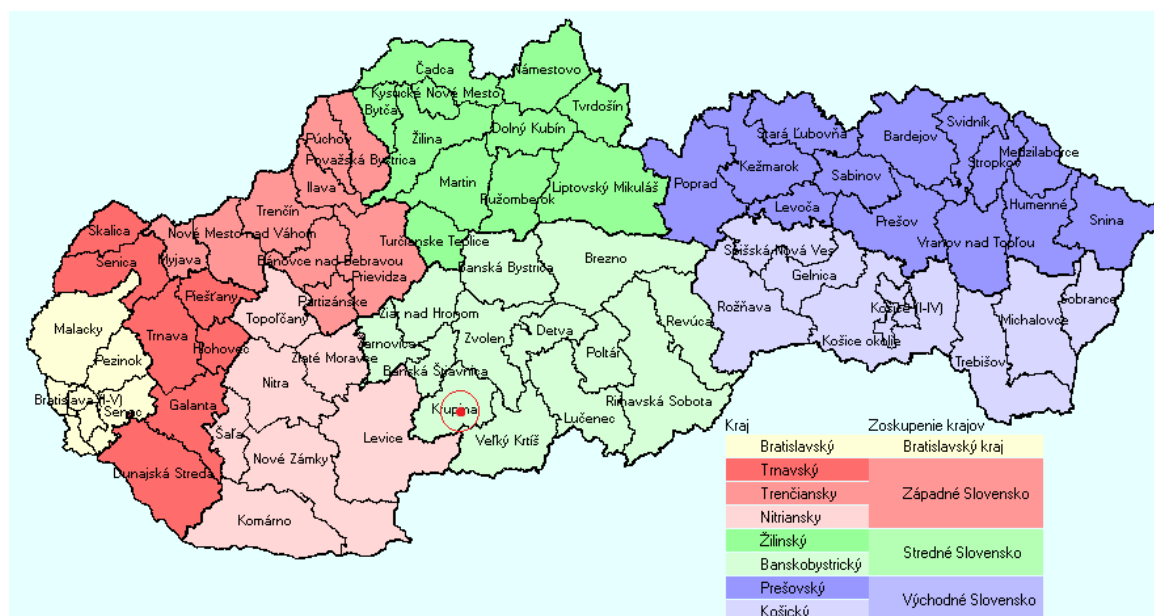 Čadca
Námestovo
Kysucké Nové Mesto
Bytča
Tvrdošín
Dolný Kubín
Žilina
Púchov
Považská Bystrica
Ilava
Martin
Ružomberok
Liptovský Mikuláš
Trenčín
Turčianske Teplice
Stará Ľubovňa
Bardejov
Svidník
Stropkov
Medzilaborce
Poprad
Kežmarok
Sabinov
Levoča
Prešov
Humenné
Snina
Vranov nad Topľou
Skalica
Senica
Myjava
Nové Mesto nad Váhom
Bánovce nad Bebravou
Prievidza
Partizánske
Piešťany
Topoľčany
Malacky
Trnava
Hlohovec
Pezinok
Bratislava (I-V)
Senec
Galanta
Dunajská Streda
Zlaté Moravce
Nitra
Šaľa
Nové Zámky
Levice
Komárno
Banská Bystrica
Brezno
Žiar nad Hronom
Žarnovica
Zvolen
Detva
Banská Štiavnica
Poltár
Revúca
Krupina
Veľký Krtíš
Lučenec
Rimavská Sobota
Spišská Nová Ves
Gelnica
Rožňava
Košice (I-IV)
Košice okolie
Trebišov
Michalovce
Sobrance
Kraj Zoskupenie krajov
Bratislavský Bratislavský kraj
Trnavský
Trenčiansky Západné Slovensko
Nitriansky
Žilinský
Stredné Slovensko
Banskobystrický
Prešovský
Východné Slovensko
Košický